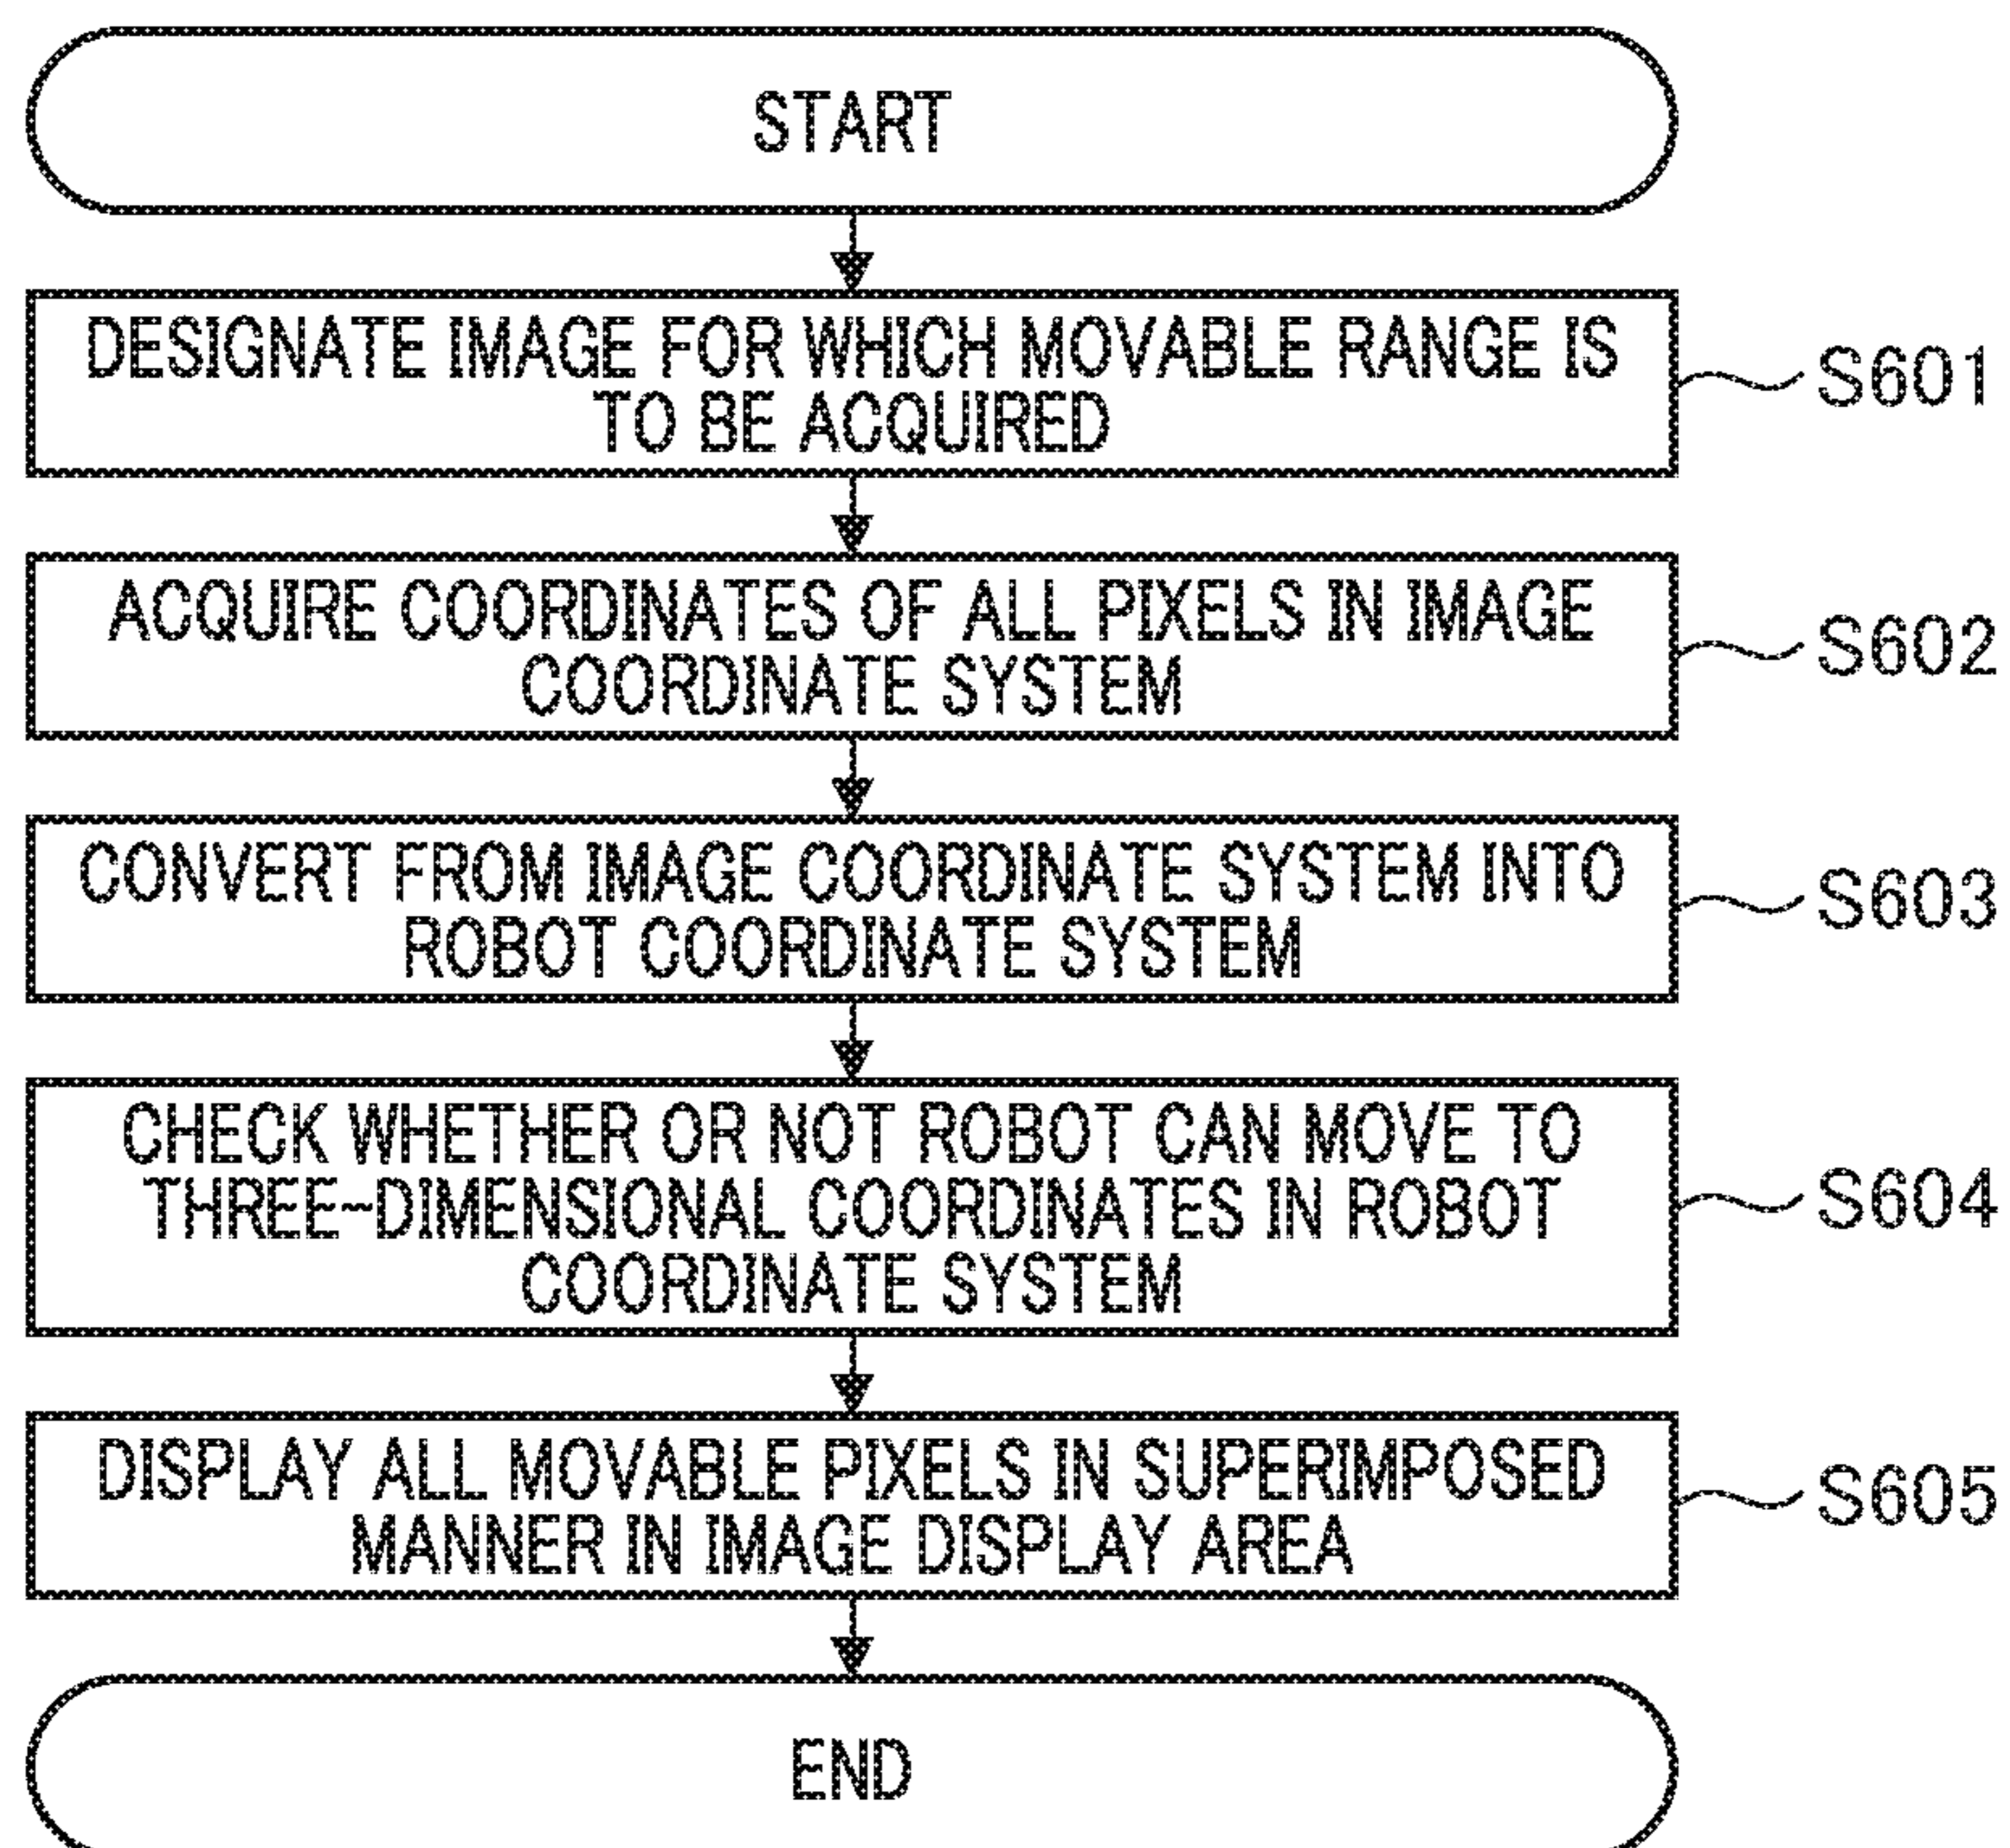 START
DESIGNATE IMAGE FOR WHICH MOVABLE RANGE IS
TO BE ACQUIRED
S601
ACQUIRE COORDINATES OF ALL PIXELS IN IMAGE
COORDINATE SYSTEM
S602
CONVERT FROM IMAGE COORDINATE SYSTEM INTO
ROBOT COORDINATE SYSTEM
S603
CHECK WHETHER OR NOT ROBOT CAN MOVE TO
THREE-DIMENSIONAL COORDINATES IN ROBOT
COORDINATE SYSTEM
S604
DISPLAY ALL MOVABLE PIXELS IN SUPERIMPOSED
MANNER IN IMAGE DISPLAY AREA
S605
END